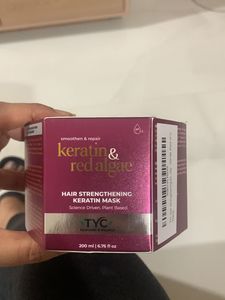 smoothen & repair
keratin &
red algae
HAIR STRENGTHENING
KERATIN MASK
Science Driven, Plant Based.
TYC
200 ml | 6.76 fl oz